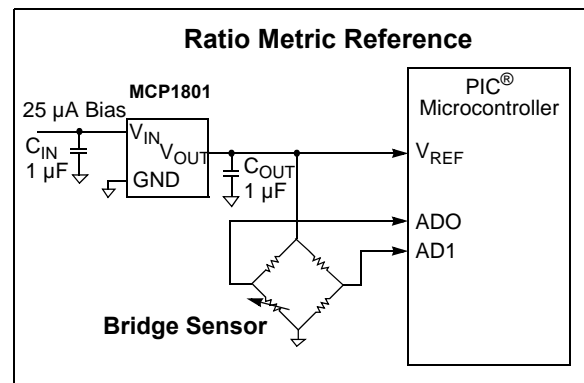 Ratio Metric Reference
PIC®
Microcontroller
MCP1801
25 µA Bias
VIN
VOUT
CIN
1 µF
GND
COUT
1 µF
VREF
ADO
AD1
Bridge Sensor